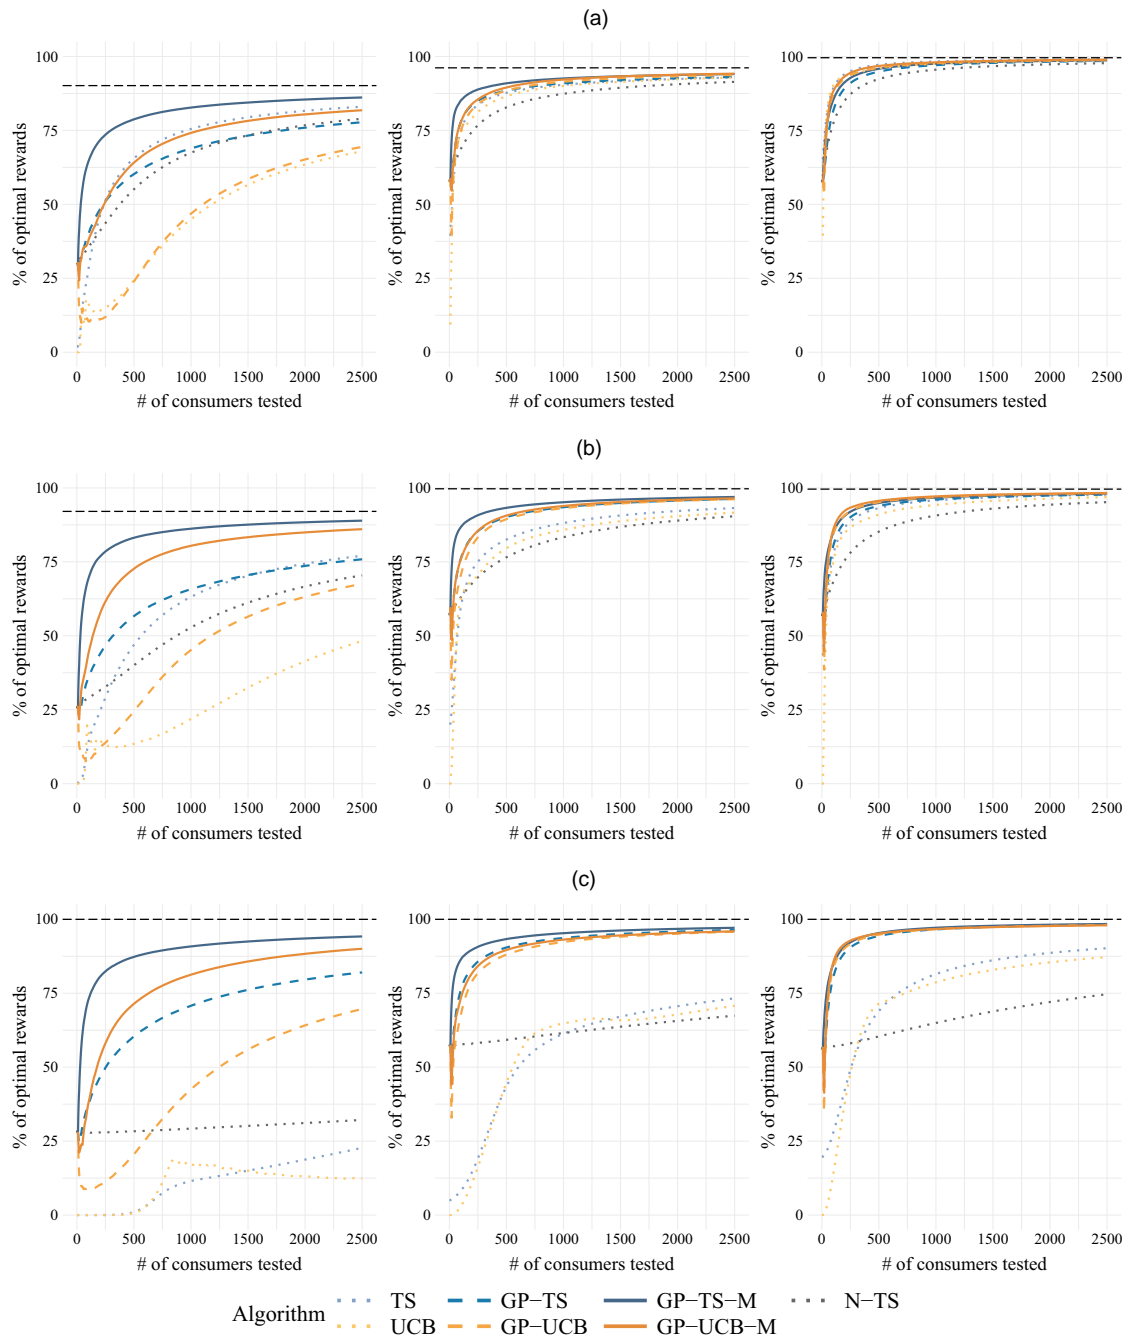 (a)
% of optimal rewards
100
75
50
25
0
0 500 1000 1500 2000 2500
# of consumers tested
% of optimal rewards
100
75
50
25
0
0 500 1000 1500 2000 2500
# of consumers tested
% of optimal rewards
100
75
50
25
0
0 500 1000 1500 2000 2500
# of consumers tested
(b)
% of optimal rewards
100
75
50
25
0
0 500 1000 1500 2000 2500
# of consumers tested
% of optimal rewards
100
75
50
25
0
0 500 1000 1500 2000 2500
# of consumers tested
% of optimal rewards
100
75
50
25
0
0 500 1000 1500 2000 2500
# of consumers tested
(c)
% of optimal rewards
100
75
50
25
0
0 500 1000 1500 2000 2500
# of consumers tested
% of optimal rewards
100
75
50
25
0
0 500 1000 1500 2000 2500
# of consumers tested
% of optimal rewards
100
75
50
25
0
0 500 1000 1500 2000 2500
# of consumers tested
Algorithm
TS GP−TS GP−TS−M N−TS
UCB GP−UCB GP−UCB−M